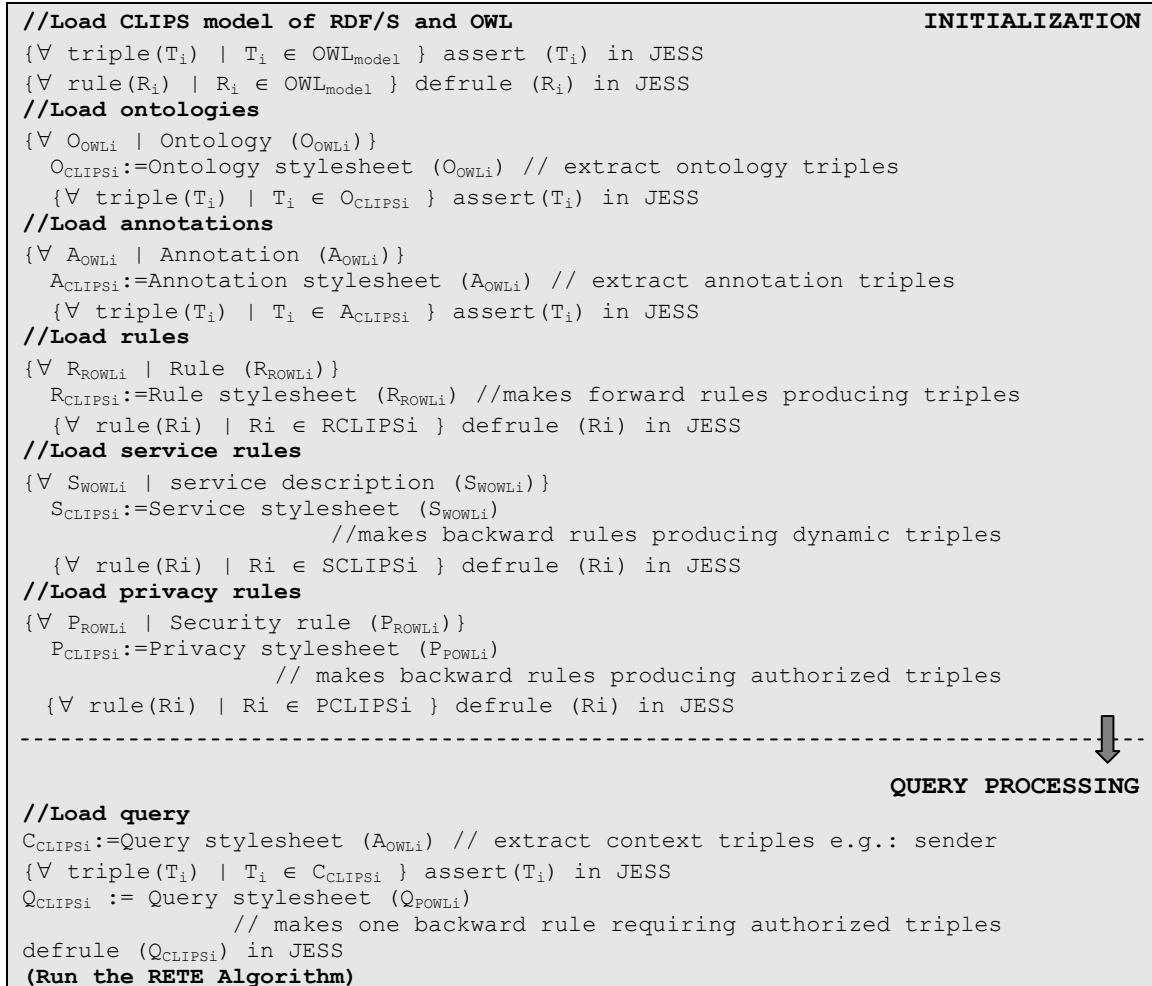 //Load CLIPS model of RDF/S and OWL INITIALIZATION
{∀ triple(Ti) | Ti ∈ OWLmodel } assert (Ti) in JESS
{∀ rule(Ri) | Ri ∈ OWLmodel } defrule (Ri) in JESS
//Load ontologies
{∀ OOWLi | Ontology (OOWLi)}
OCLIPSi:=Ontology stylesheet (OOWLi) // extract ontology triples
{∀ triple(Ti) | Ti ∈ OCLIPSi } assert(Ti) in JESS
//Load annotations
{∀ AOWLi | Annotation (AOWLi)}
ACLIPSi:=Annotation stylesheet (AOWLi) // extract annotation triples
{∀ triple(Ti) | Ti ∈ ACLIPSi } assert(Ti) in JESS
//Load rules
{∀ RROWLi | Rule (RROWLi)}
RCLIPSi:=Rule stylesheet (RROWLi) //makes forward rules producing triples
{∀ rule(Ri) | Ri ∈ RCLIPSi } defrule (Ri) in JESS
//Load service rules
{∀ SWOWLi | service description (SWOWLi)}
SCLIPSi:=Service stylesheet (SWOWLi)
//makes backward rules producing dynamic triples
{∀ rule(Ri) | Ri ∈ SCLIPSi } defrule (Ri) in JESS
//Load privacy rules
{∀ PROWLi | Security rule (PROWLi)}
PCLIPSi:=Privacy stylesheet (PPOWLi)
// makes backward rules producing authorized triples
{∀ rule(Ri) | Ri ∈ PCLIPSi } defrule (Ri) in JESS
QUERY PROCESSING
//Load query
CCLIPSi:=Query stylesheet (AOWLi) // extract context triples e.g.: sender
{∀ triple(Ti) | Ti ∈ CCLIPSi } assert(Ti) in JESS
QCLIPSi := Query stylesheet (QPOWLi)
// makes one backward rule requiring authorized triples
defrule (QCLIPSi) in JESS
(Run the RETE Algorithm)